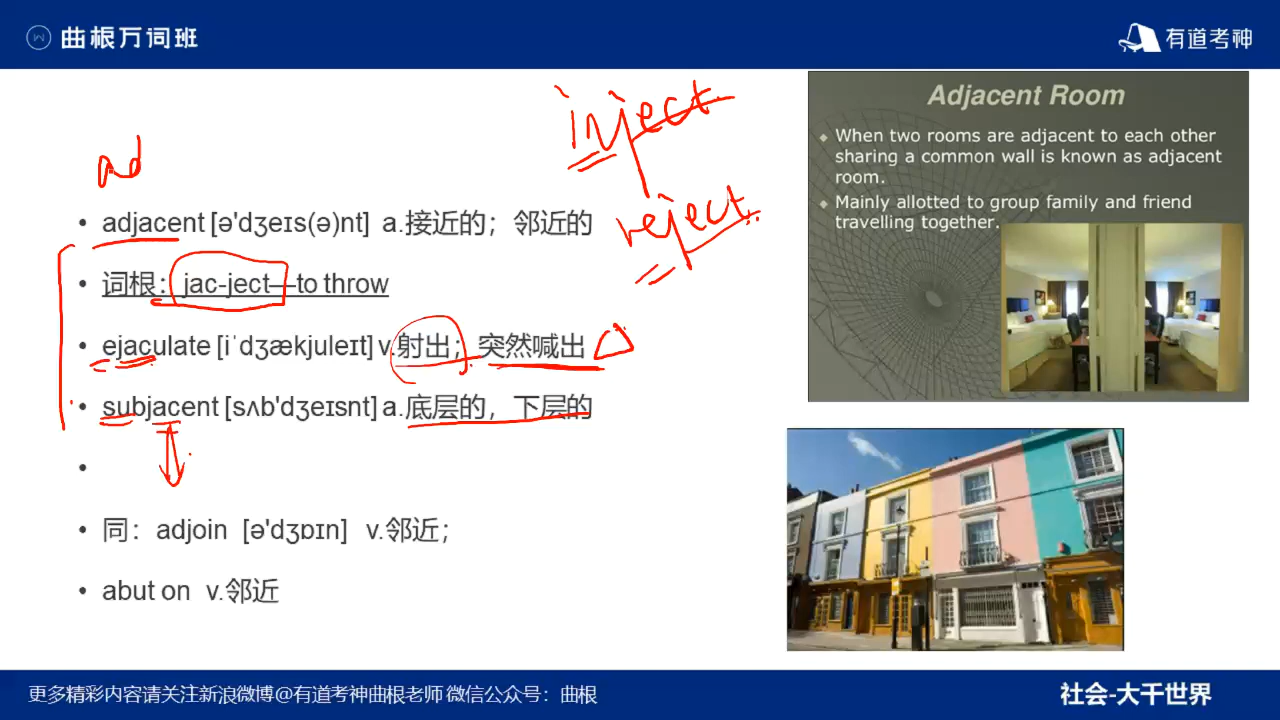 曲根万词班
有道考神
inject
reject
ad
adjacent [ə'dʒeɪs(ə)nt] a.接近的；邻近的
词根：jac-ject—to throw
ejaculate [iˈdʒækjuleɪt] v.射出；突然喊出
subjacent [sʌb'dʒeɪsnt] a.底层的，下层的
同：adjoin [ə'dʒɒɪn] v.邻近；
abut on v.邻近
Adjacent Room
When two rooms are adjacent to each other
sharing a common wall is known as adjacent
room.
Mainly allotted to group family and friend
travelling together.
更多精彩内容请关注新浪微博@有道考神曲根老师 微信公众号：曲根
社会-大千世界